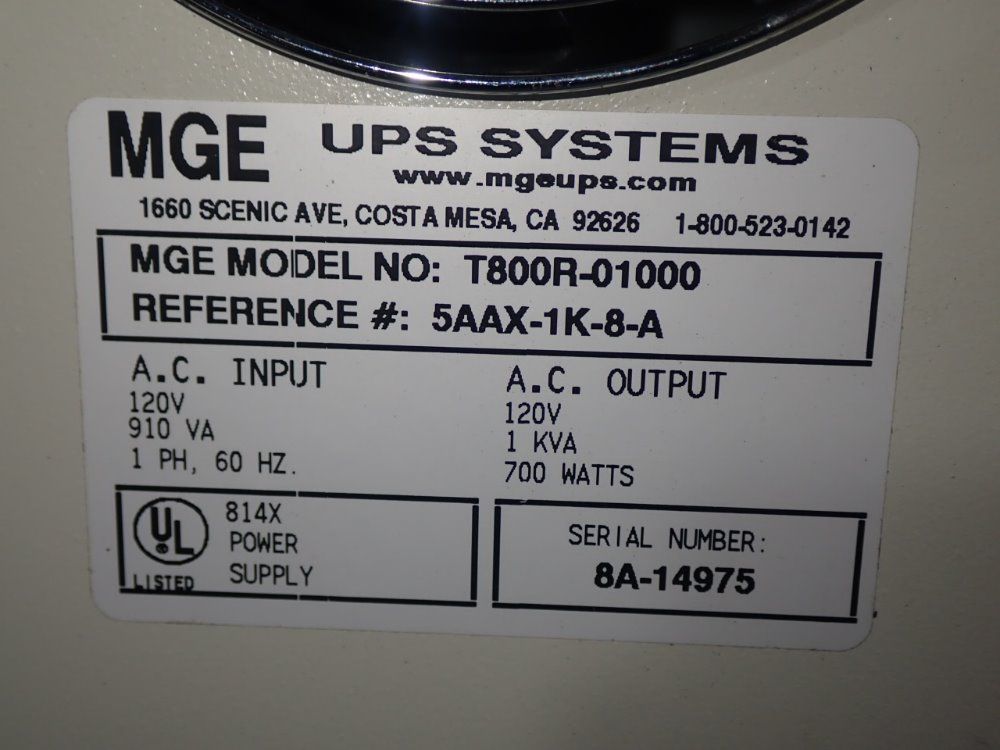 MGE UPS SYSTEMS
www.mgeups.com
1660 SCENIC AVE, COSTA MESA, CA 92626 1-800-523-0142
MGE MODEL NO: T800R-01000
REFERENCE #: 5AAX-1K-8-A
A.C. INPUT
120V
910 VA
1 PH, 60 HZ.
A.C. OUTPUT
120V
1 KVA
700 WATTS
UL
LISTED
814X
POWER
SUPPLY
SERIAL NUMBER:
8A-14975